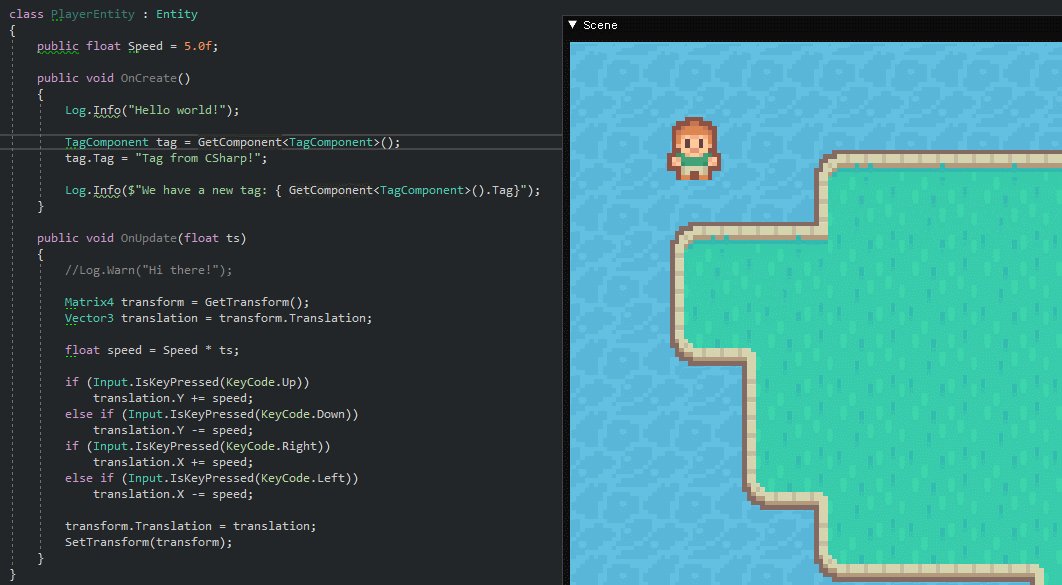 class PlayerEntity : Entity
{
public float Speed = 5.0f;
public void OnCreate()
{
Log.Info("Hello world!");
TagComponent tag = GetComponent<TagComponent>();
tag.Tag = "Tag from CSharp!";
Log.Info($"We have a new tag: { GetComponent<TagComponent>().Tag}");
}
public void OnUpdate(float ts)
{
//Log.Warn("Hi there!");
Matrix4 transform = GetTransform();
Vector3 translation = transform.Translation;
float speed = Speed * ts;
if (Input.IsKeyPressed(KeyCode.Up))
translation.Y += speed;
else if (Input.IsKeyPressed(KeyCode.Down))
translation.Y -= speed;
if (Input.IsKeyPressed(KeyCode.Right))
translation.X += speed;
else if (Input.IsKeyPressed(KeyCode.Left))
translation.X -= speed;
transform.Translation = translation;
SetTransform(transform);
}
}
Scene